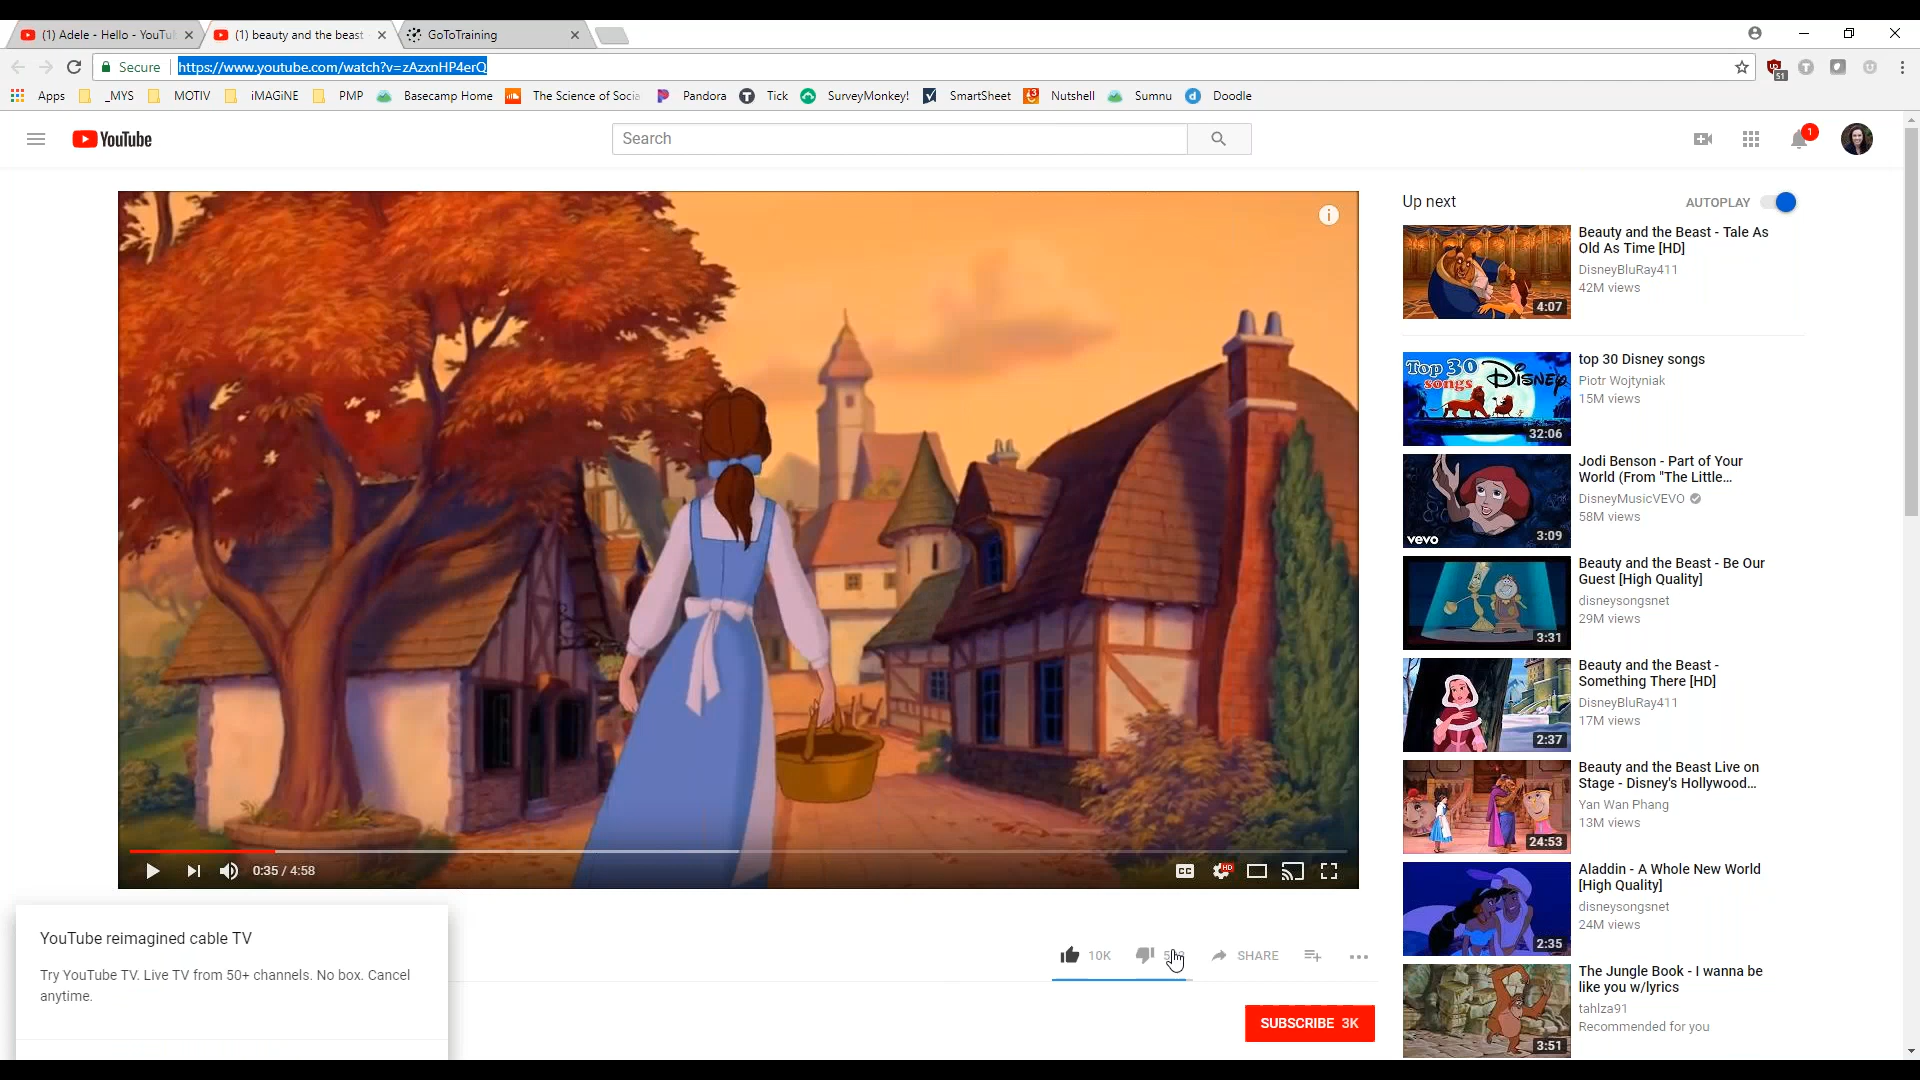 (1) Adele - Hello - YouTu
(1) beauty and the beast
GoToTraining
Secure
https://www.youtube.com/watch?v=zAzxnHP4erQ
51
Apps
_MYS
MOTIV
iMAGiNE
PMP
Basecamp Home
The Science of Socia
Pandora
Tick
SurveyMonkey!
SmartSheet
Nutshell
Sumnu
Doodle
YouTube
Search
1
Up next
AUTOPLAY
Beauty and the Beast - Tale As
Old As Time [HD]
DisneyBluRay411
42M views
4:07
Top 30
songs
Disney
32:06
top 30 Disney songs
Piotr Wojtyniak
15M views
vevo
3:09
Jodi Benson - Part of Your
World (From "The Little...
DisneyMusicVEVO
58M views
3:31
Beauty and the Beast - Be Our
Guest [High Quality]
disneysongsnet
29M views
2:37
Beauty and the Beast -
Something There [HD]
DisneyBluRay411
17M views
24:53
Beauty and the Beast Live on
Stage - Disney's Hollywood...
Yan Wan Phang
13M views
2:35
Aladdin - A Whole New World
[High Quality]
disneysongsnet
24M views
3:51
The Jungle Book - I wanna be
like you w/lyrics
tahlza91
Recommended for you
0:35 / 4:58
CC
HD
YouTube reimagined cable TV
Try YouTube TV. Live TV from 50+ channels. No box. Cancel
anytime.
10K
SHARE
SUBSCRIBE 3K